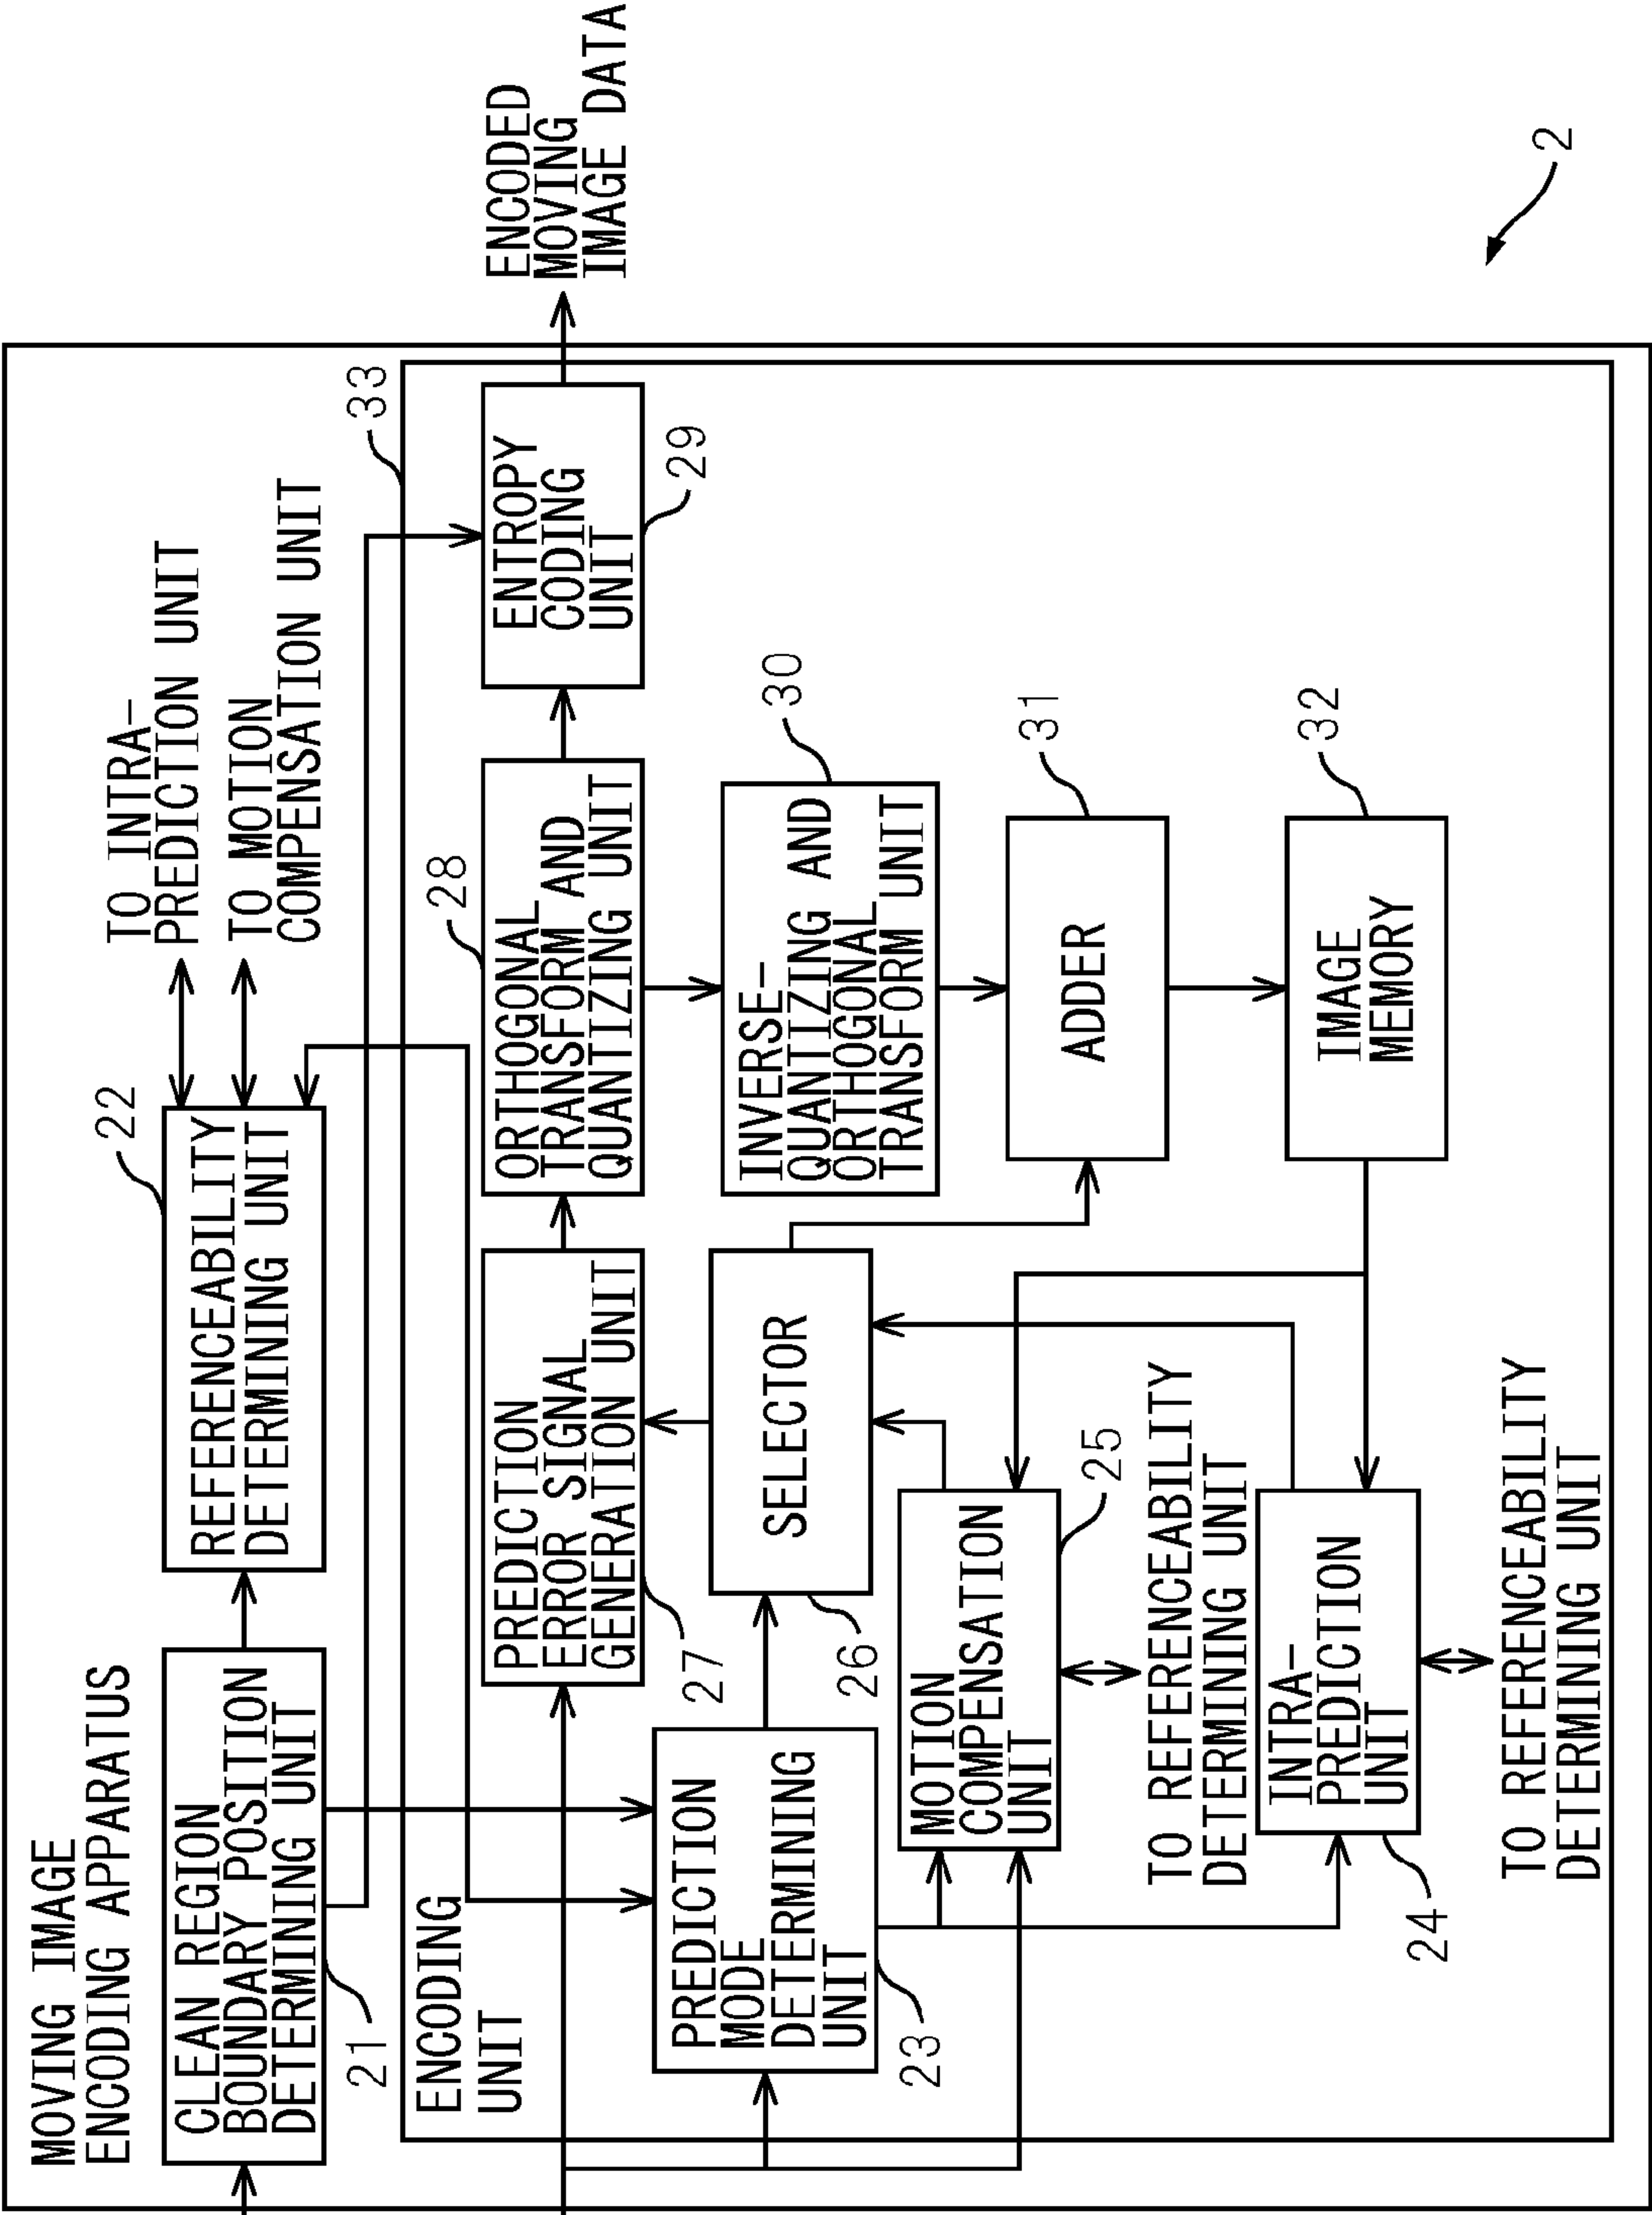 MOVING IMAGE
ENCODING APPARATUS
CLEAN REGION
BOUNDARY POSITION
DETERMINING UNIT
21
REFERENCEABILITY
DETERMINING UNIT
22
TO INTRA-
PREDICTION UNIT
TO MOTION
COMPENSATION UNIT
33
ENCODING
UNIT
PREDICTION
ERROR SIGNAL
GENERATION UNIT
27
ORTHOGONAL
TRANSFORM AND
QUANTIZING UNIT
28
ENTROPY
CODING
UNIT
29
ENCODED
MOVING
IMAGE DATA
PREDICTION
MODE
DETERMINING
UNIT
23
SELECTOR
26
INVERSE-
QUANTIZING AND
ORTHOGONAL
TRANSFORM UNIT
30
MOTION
COMPENSATION
UNIT
25
ADDER
31
TO REFERENCEABILITY
DETERMINING UNIT
INTRA-
PREDICTION
UNIT
24
IMAGE
MEMORY
32
TO REFERENCEABILITY
DETERMINING UNIT
2